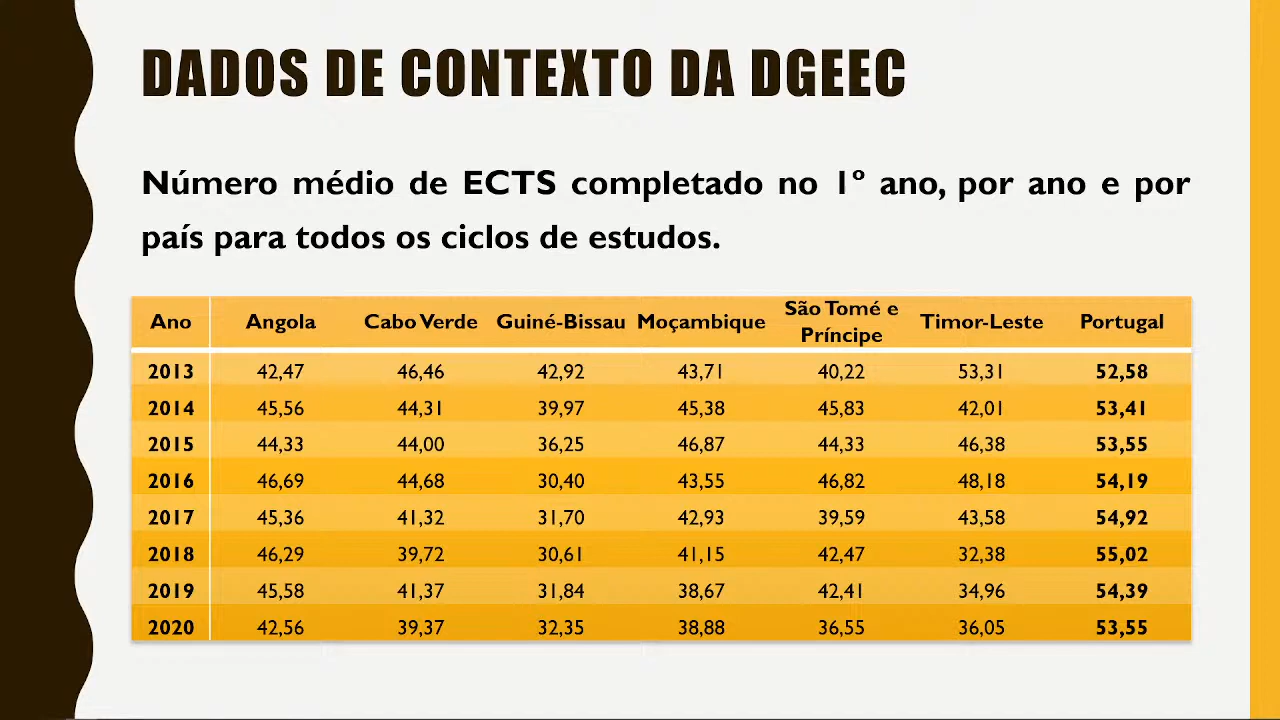 DADOS DE CONTEXTO DA DGEEC
Número médio de ECTS completado no 1º ano, por ano e por
país para todos os ciclos de estudos.
Ano Angola Cabo Verde Guiné-Bissau Moçambique São Tomé e Príncipe Timor-Leste Portugal
2013 42,47 46,46 42,92 43,71 40,22 53,31 52,58
2014 45,56 44,31 39,97 45,38 45,83 42,01 53,41
2015 44,33 44,00 36,25 46,87 44,33 46,38 53,55
2016 46,69 44,68 30,40 43,55 46,82 48,18 54,19
2017 45,36 41,32 31,70 42,93 39,59 43,58 54,92
2018 46,29 39,72 30,61 41,15 42,47 32,38 55,02
2019 45,58 41,37 31,84 38,67 42,41 34,96 54,39
2020 42,56 39,37 32,35 38,88 36,55 36,05 53,55